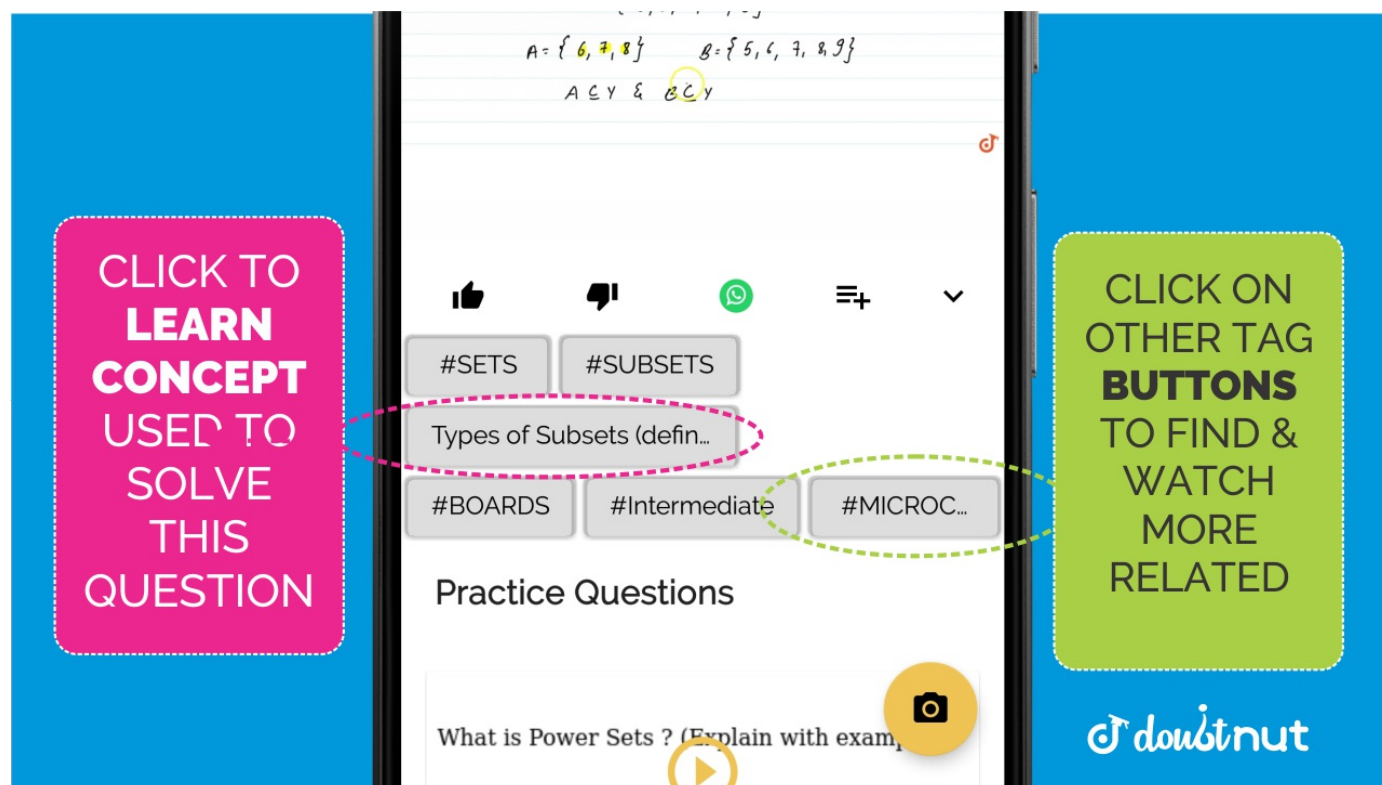 A = { 6, 7, 8} B = { 5, 6, 7, 8, 9}
A ⊆ Y & B ⊆ Y
CLICK TO
LEARN
CONCEPT
USED TO
SOLVE
THIS
QUESTION
#SETS #SUBSETS
Types of Subsets (defin...
#BOARDS #Intermediate #MICROC...
Practice Questions
What is Power Sets ? (Explain with exam
CLICK ON
OTHER TAG
BUTTONS
TO FIND &
WATCH
MORE
RELATED
doubtnut